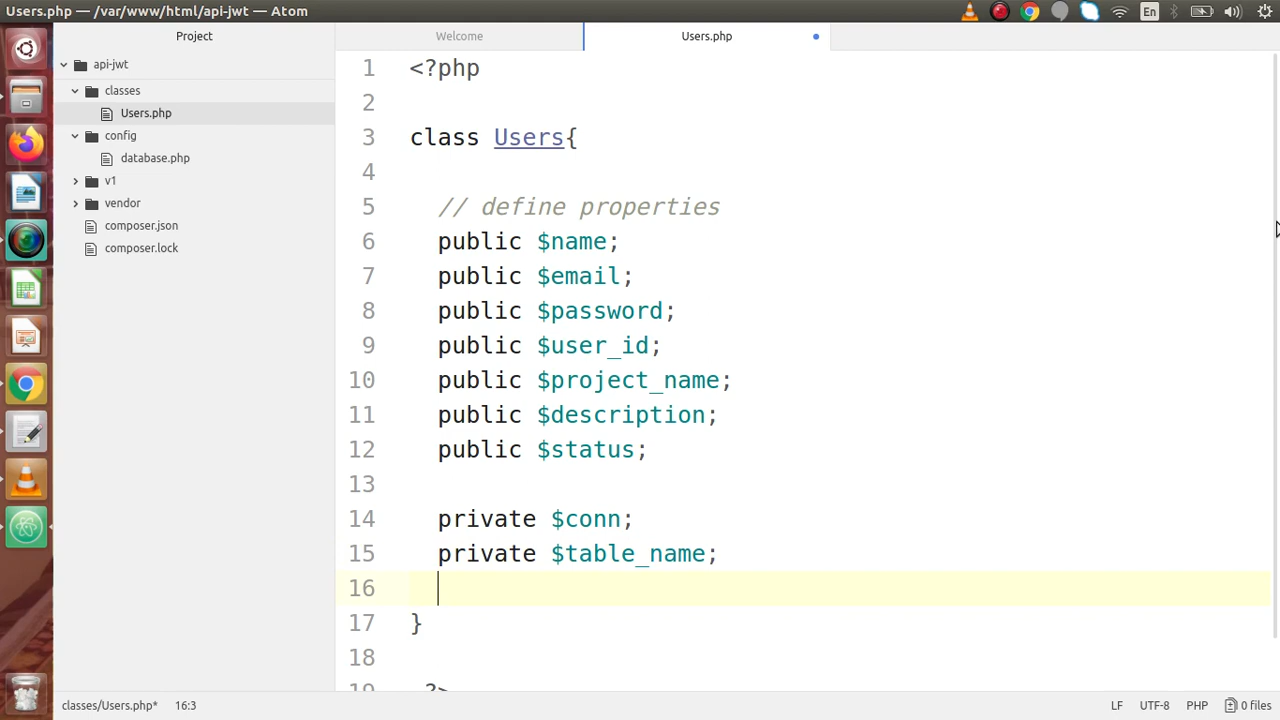 Users.php — /var/www/html/api-jwt — Atom
En
Project
Welcome
Users.php
api-jwt
classes
Users.php
config
database.php
v1
vendor
composer.json
composer.lock
1 <?php
2
3 class Users{
4
5 // define properties
6 public $name;
7 public $email;
8 public $password;
9 public $user_id;
10 public $project_name;
11 public $description;
12 public $status;
13
14 private $conn;
15 private $table_name;
16
17 }
18
19 ?>
classes/Users.php* 16:3
LF UTF-8 PHP 0 files